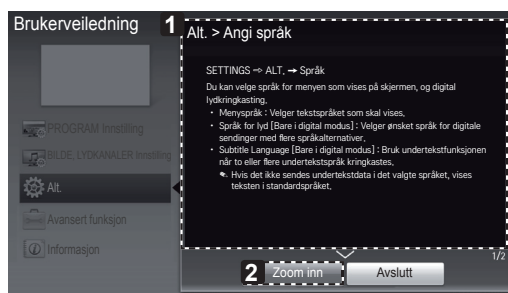 Brukerveiledning
1
Alt. > Angi språk
SETTINGS ⇨ ALT, ➙ Språk
Du kan velge språk for menyen som vises på skjermen, og digital
lydkringkasting.
• Menyspråk : Velger tekstspråket som skal vises,
• Språk for lyd [Bare i digital modus] : Velger ønsket språk for digitale
sendinger med flere språkalternativer,
• Subtitle Language [Bare i digital modus] : Bruk undertekstfunksjonen
når to eller flere undertekstspråk kringkastes,
✎ Hvis det ikke sendes undertekstdata i det valgte språket, vises
teksten i standardspråket,
PROGRAM Innstilling
BILDE, LYDKANALER Innstilling
Alt.
Avansert funksjon
Informasjon
1/2
2
Zoom inn
Avslutt